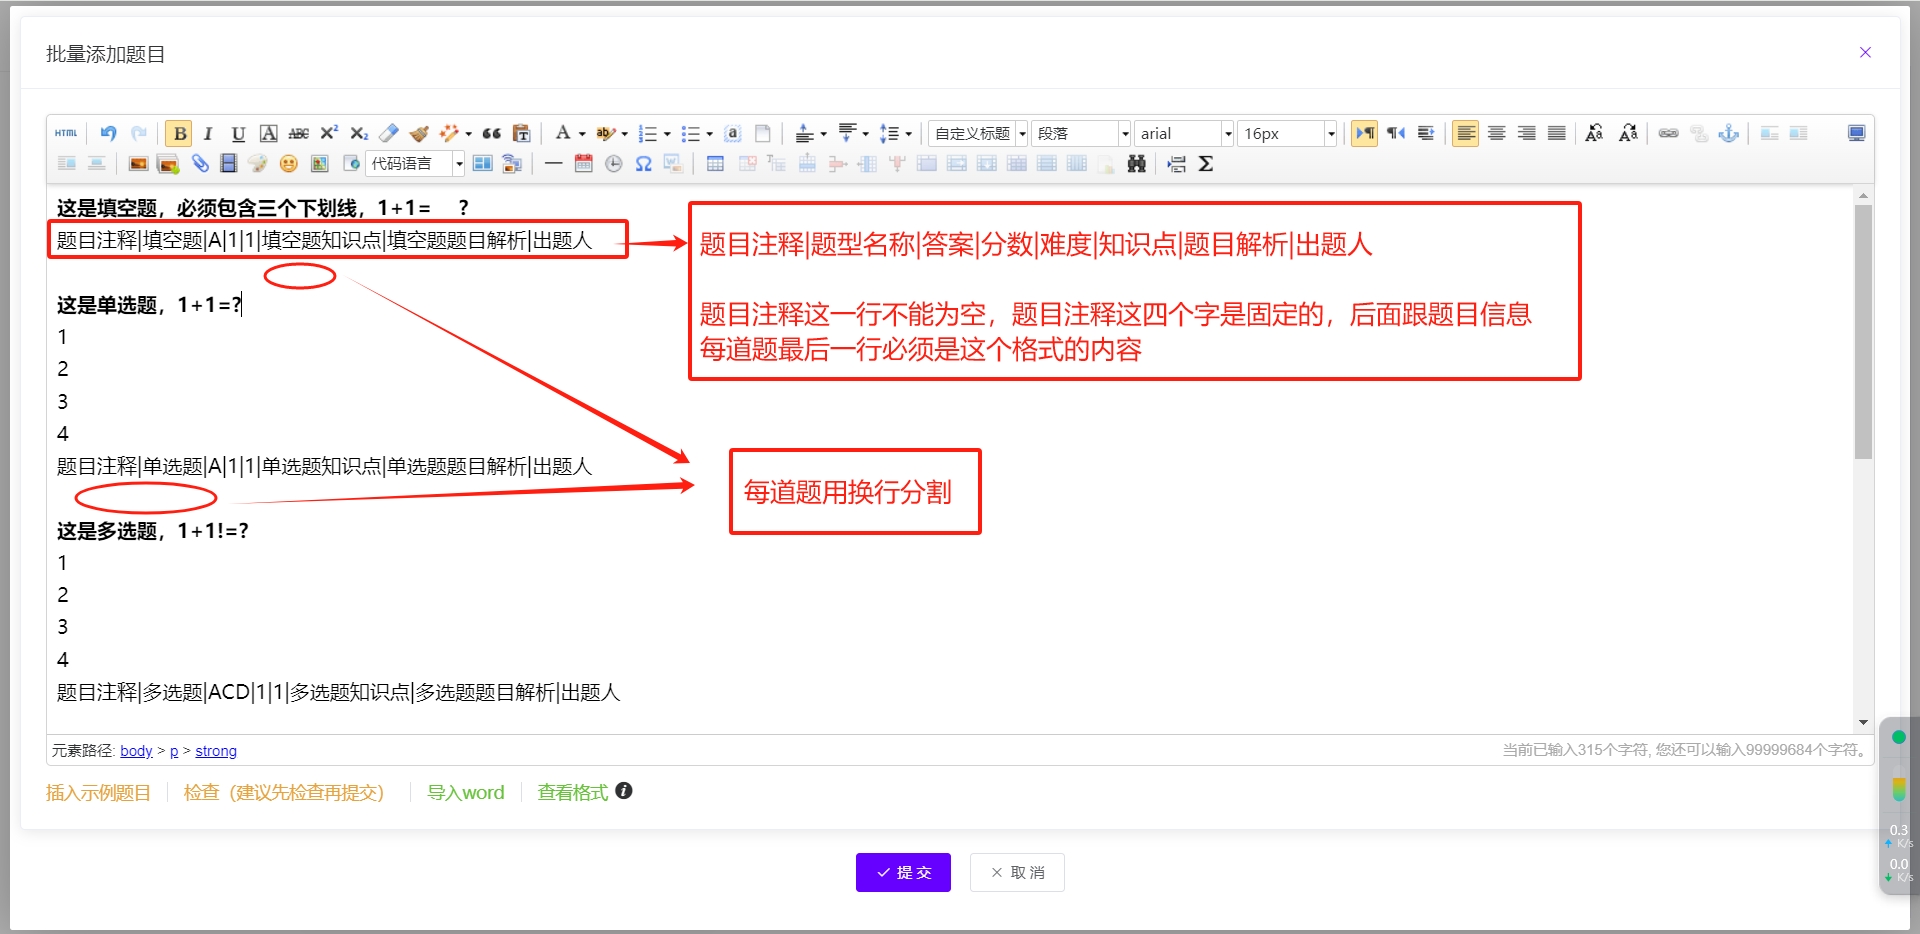 批量添加题目
HTML
自定义标题 段落 arial 16px
代码语言
这是填空题，必须包含三个下划线，1+1=    ?
题目注释|填空题|A|1|1|填空题知识点|填空题题目解析|出题人
题目注释|题型名称|答案|分数|难度|知识点|题目解析|出题人
题目注释这一行不能为空，题目注释这四个字是固定的，后面跟题目信息
每道题最后一行必须是这个格式的内容
这是单选题，1+1=?
1
2
3
4
题目注释|单选题|A|1|1|单选题知识点|单选题题目解析|出题人
每道题用换行分割
这是多选题，1+1!=?
1
2
3
4
题目注释|多选题|ACD|1|1|多选题知识点|多选题题目解析|出题人
元素路径: body > p > strong
当前已输入315个字符, 您还可以输入99999684个字符。
插入示例题目 检查（建议先检查再提交） 导入word 查看格式
0.3
K/s
0.0
K/s
提交 取消